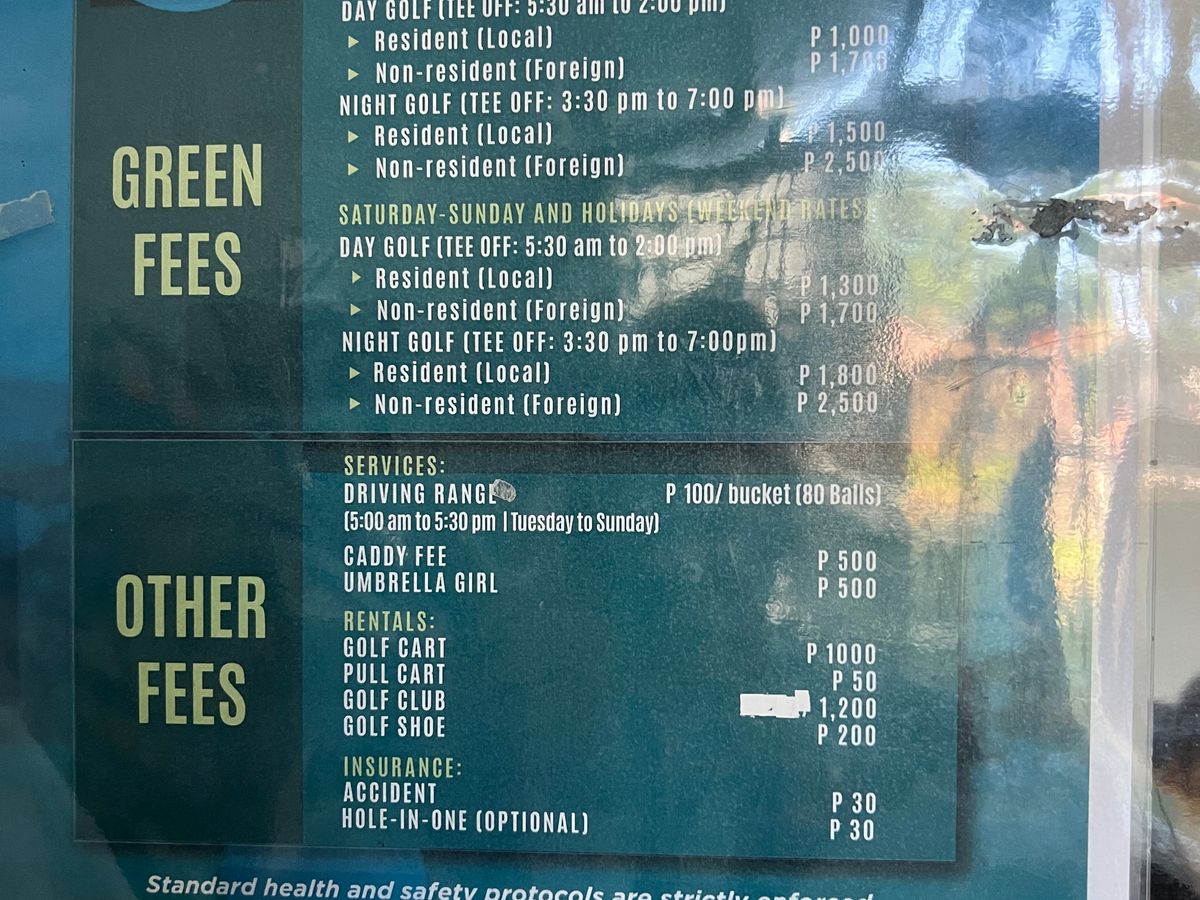 DAY GOLF (TEE OFF: 5:30 am to 2:00 pm)
▸ Resident (Local) P 1,000
▸ Non-resident (Foreign) P 1,700
NIGHT GOLF (TEE OFF: 3:30 pm to 7:00 pm)
▸ Resident (Local) P 1,500
▸ Non-resident (Foreign) P 2,500
GREEN
FEES
SATURDAY-SUNDAY AND HOLIDAYS (WEEKEND RATES)
DAY GOLF (TEE OFF: 5:30 am to 2:00 pm)
▸ Resident (Local) P 1,300
▸ Non-resident (Foreign) P 1,700
NIGHT GOLF (TEE OFF: 3:30 pm to 7:00pm)
▸ Resident (Local) P 1,800
▸ Non-resident (Foreign) P 2,500
OTHER
FEES
SERVICES:
DRIVING RANGE P 100/ bucket (80 Balls)
(5:00 am to 5:30 pm | Tuesday to Sunday)
CADDY FEE P 500
UMBRELLA GIRL P 500
RENTALS:
GOLF CART P 1000
PULL CART P 50
GOLF CLUB 1,200
GOLF SHOE P 200
INSURANCE:
ACCIDENT P 30
HOLE-IN-ONE (OPTIONAL) P 30
Standard health and safety protocols are strictly enforced